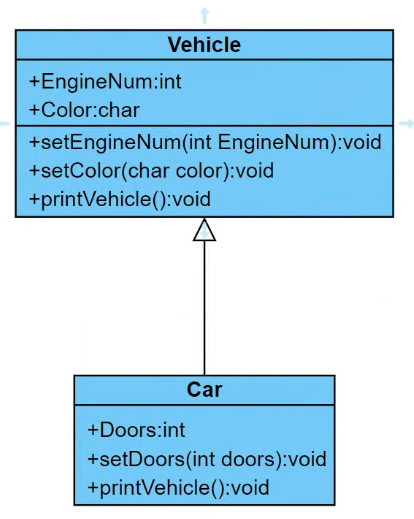 Vehicle
+EngineNum:int
+Color:char
+setEngineNum(int EngineNum):void
+setColor(char color):void
+printVehicle():void
Car
+Doors:int
+setDoors(int doors):void
+printVehicle():void